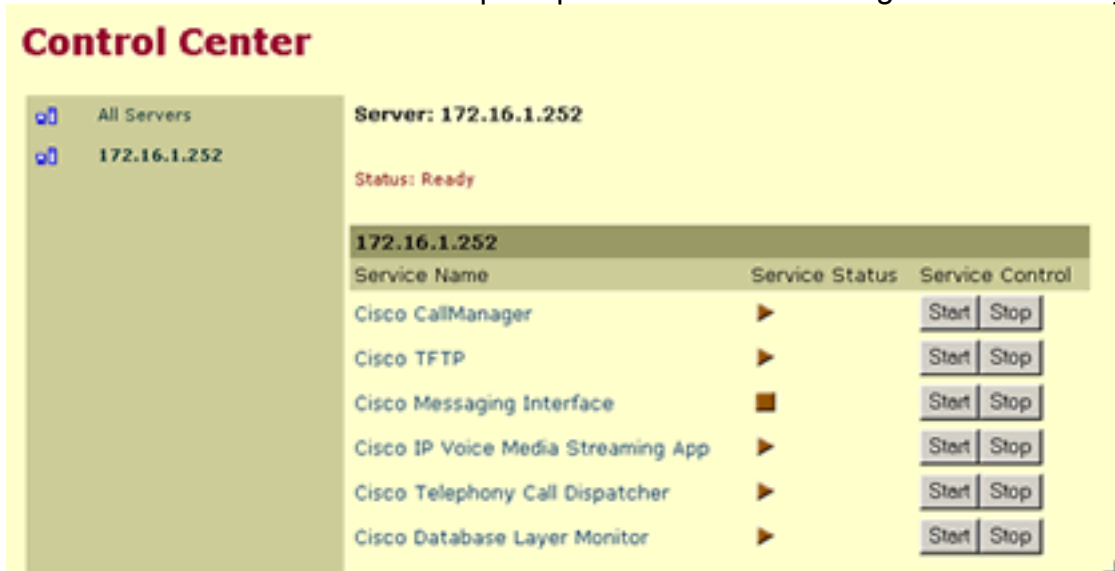 Control Center
All Servers
172.16.1.252
Server: 172.16.1.252
Status: Ready
172.16.1.252
Service Name Service Status Service Control
Cisco CallManager Start Stop
Cisco TFTP Start Stop
Cisco Messaging Interface Start Stop
Cisco IP Voice Media Streaming App Start Stop
Cisco Telephony Call Dispatcher Start Stop
Cisco Database Layer Monitor Start Stop